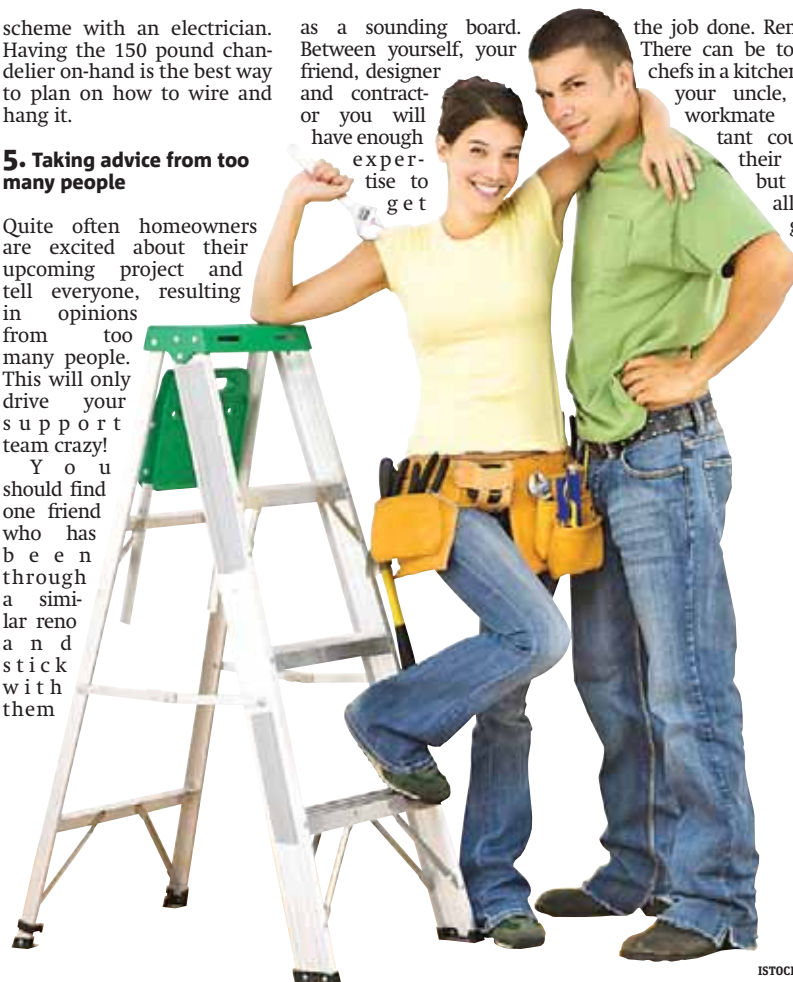 scheme with an electrician.
Having the 150 pound chan-
delier on-hand is the best way
to plan on how to wire and
hang it.
5. Taking advice from too
many people
Quite often homeowners
are excited about their
upcoming project and
tell everyone, resulting
in opinions
from too
many people.
This will only
drive your
support
team crazy!
You
should find
one friend
who has
been
through
a simi-
lar reno
and
stick
with
them
as a sounding board.
Between yourself, your
friend, designer
and contract-
or you will
have enough
exper-
tise to
get
the job done.
There can be
chefs in a kitchen
your uncle,
workmate
their
but
ISTOCK